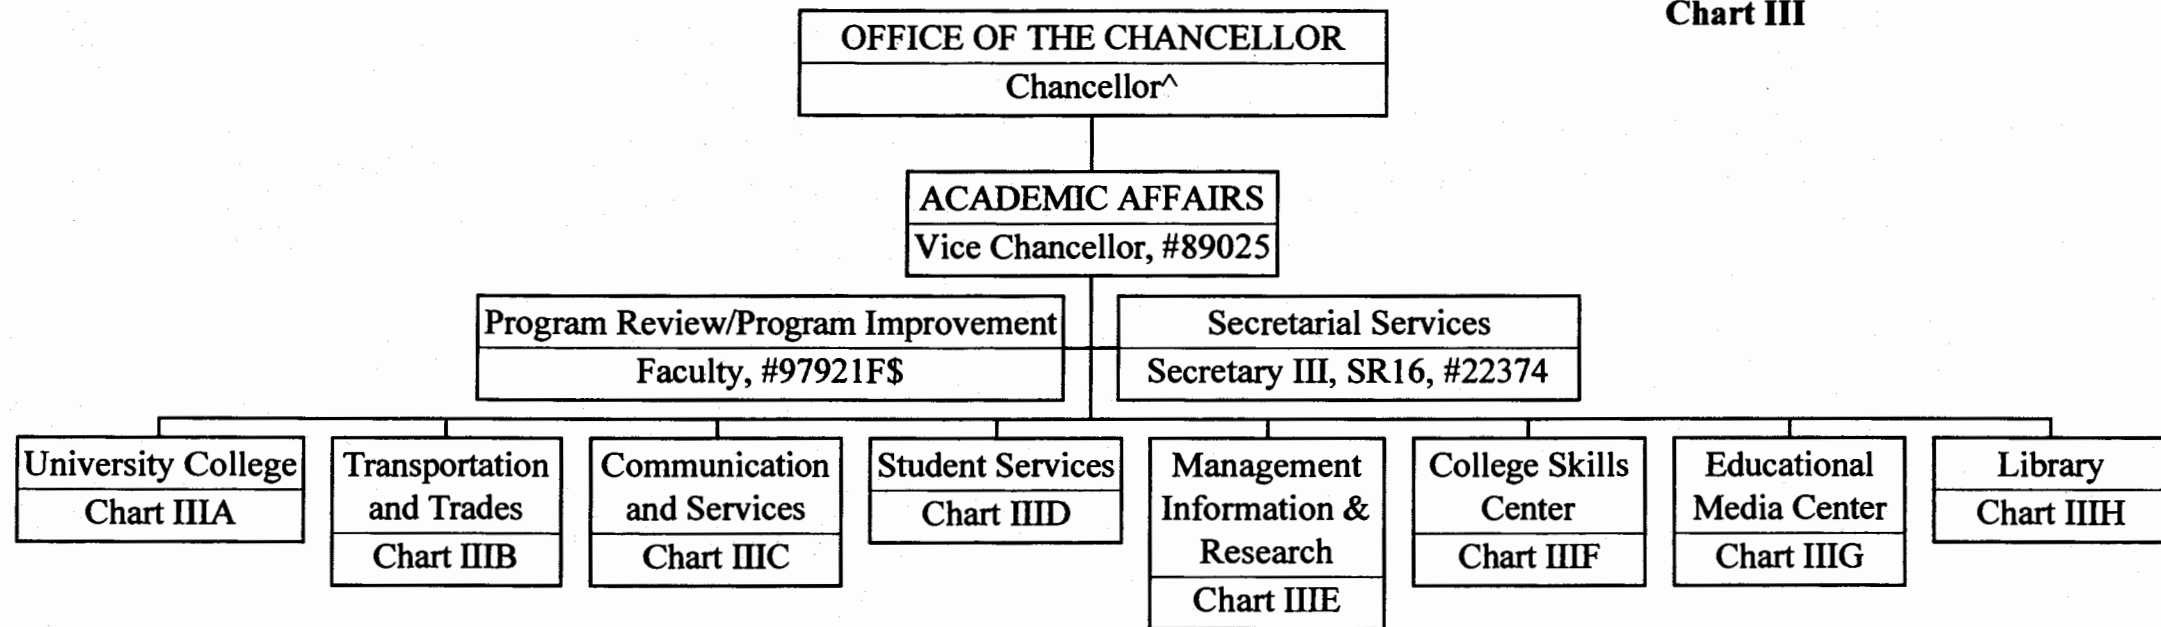 Chart III
OFFICE OF THE CHANCELLOR
Chancellor^
ACADEMIC AFFAIRS
Vice Chancellor, #89025
Program Review/Program Improvement
Faculty, #97921F$
Secretarial Services
Secretary III, SR16, #22374
University College
Chart IIIA
Transportation
and Trades
Chart IIIB
Communication
and Services
Chart IIIC
Student Services
Chart IIID
Management
Information &
Research
Chart IIIE
College Skills
Center
Chart IIIF
Educational
Media Center
Chart IIIG
Library
Chart IIIH